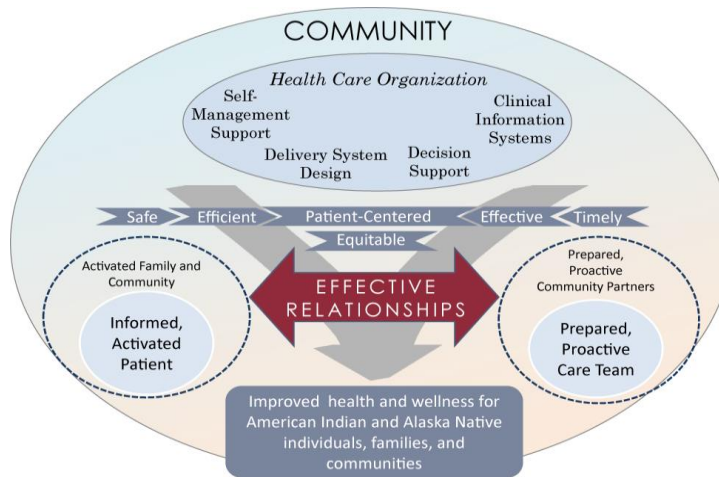 COMMUNITY
Health Care Organization
Self-
Management
Support
Clinical
Information
Systems
Delivery System
Design
Decision
Support
Safe
Efficient
Patient-Centered
Effective
Timely
Equitable
Activated Family and
Community
Informed,
Activated
Patient
EFFECTIVE
RELATIONSHIPS
Prepared,
Proactive
Community Partners
Prepared,
Proactive
Care Team
Improved health and wellness for
American Indian and Alaska Native
individuals, families, and
communities